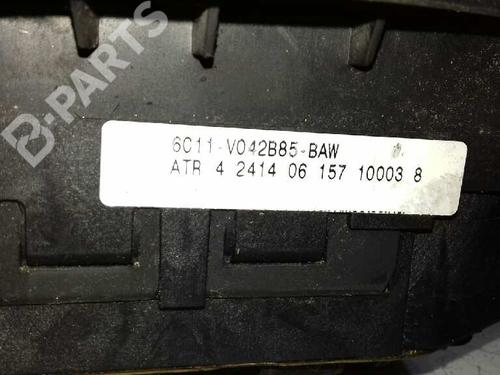 B-PARTS
6C11-V042B85-BAW
ATR 4 2414 06 157 10003 8